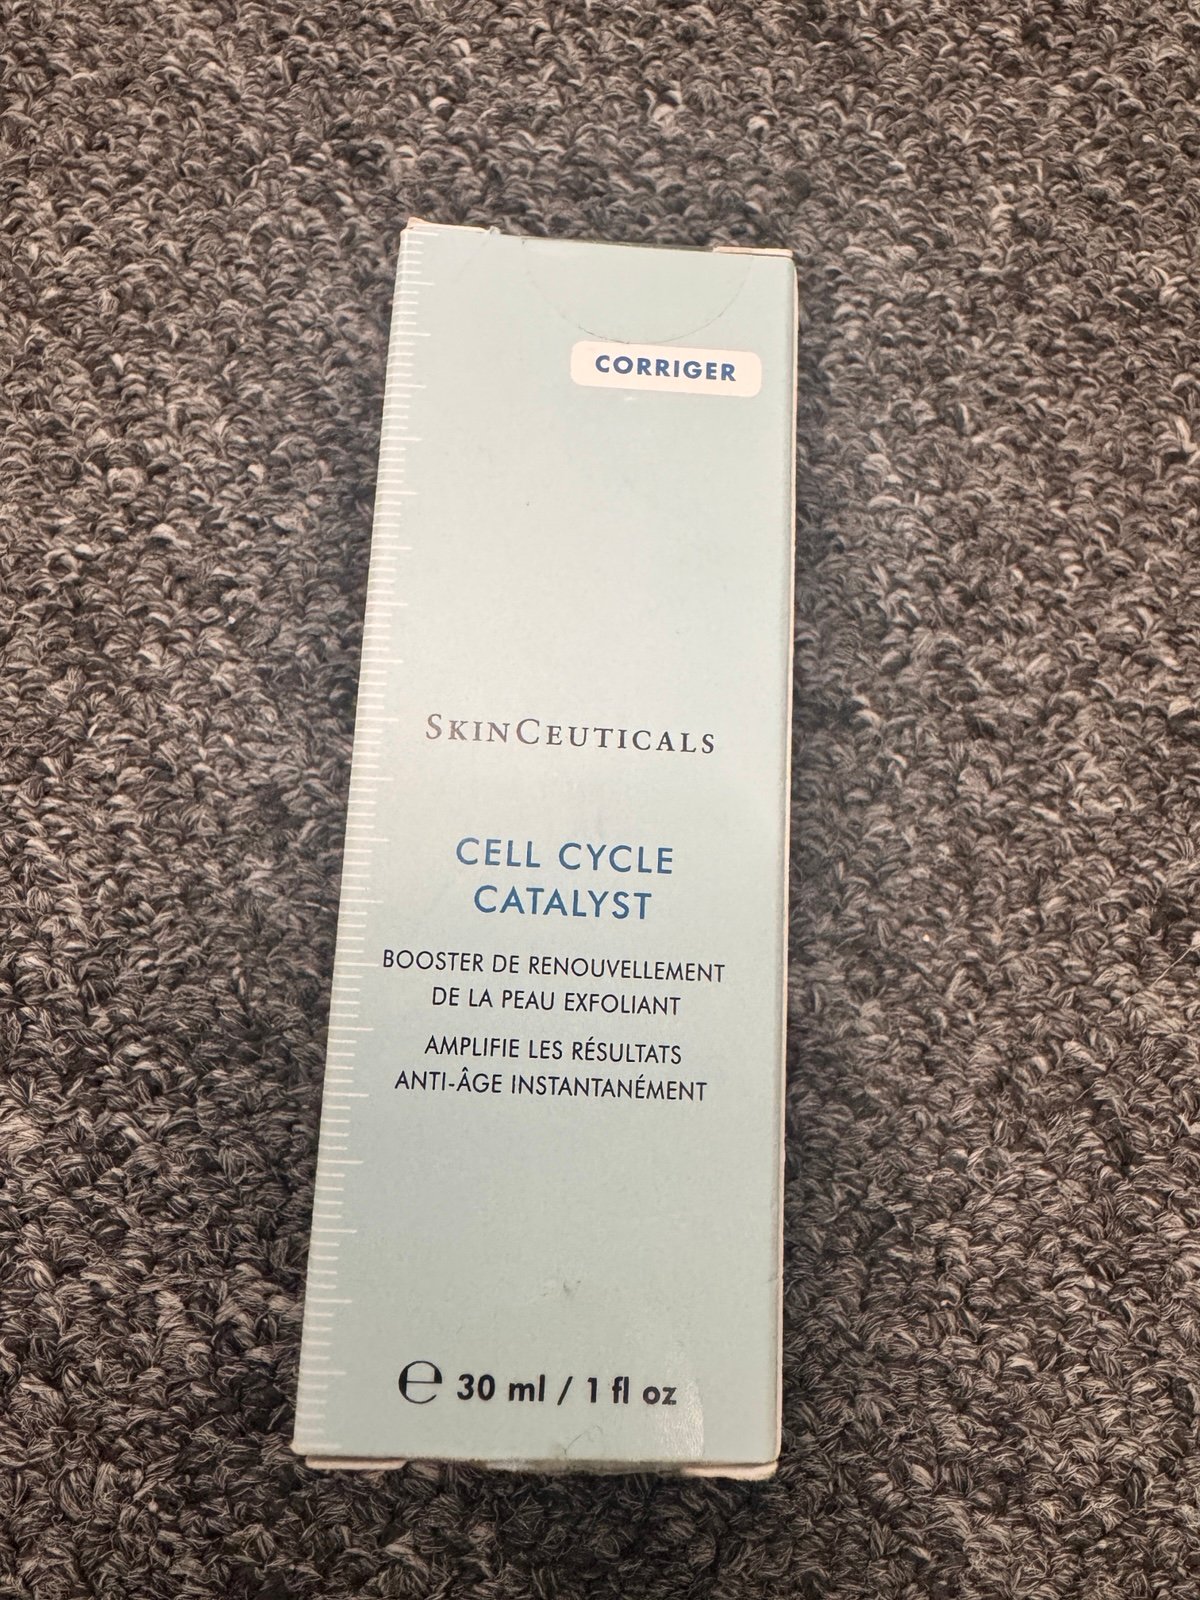 CORRIGER
SKINCEUTICALS
CELL CYCLE
CATALYST
BOOSTER DE RENOUVELLEMENT
DE LA PEAU EXFOLIANT
AMPLIFIE LES RÉSULTATS
ANTI-ÂGE INSTANTANÉMENT
℮ 30 ml / 1 fl oz